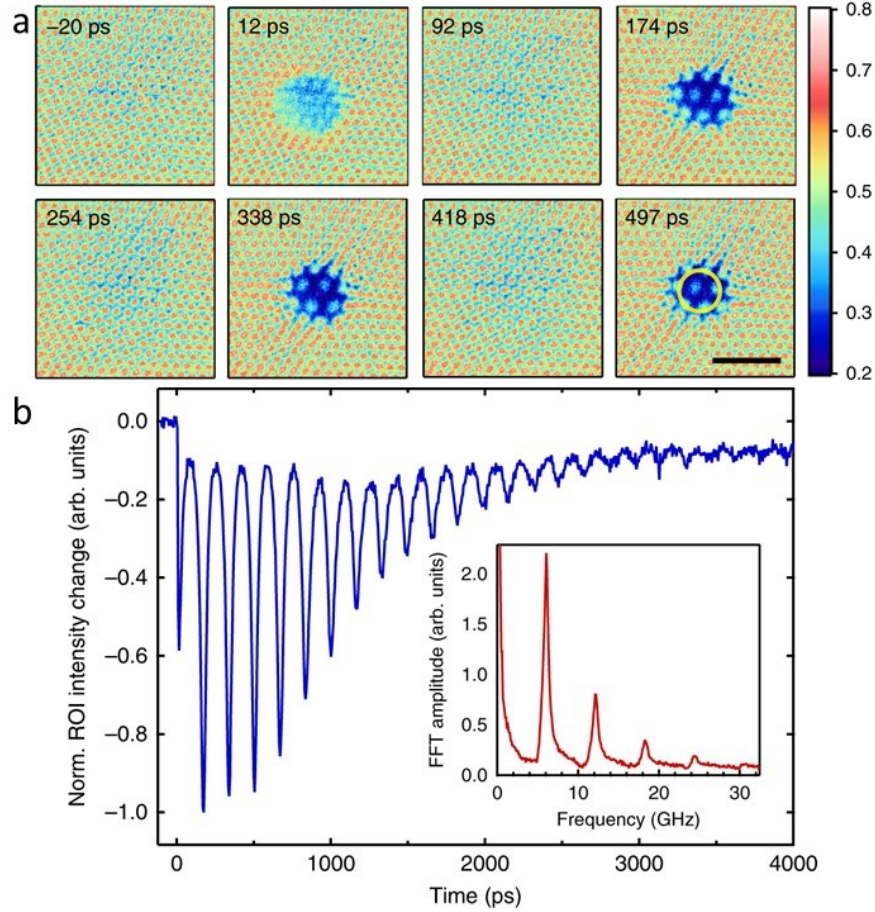 a
−20 ps
12 ps
92 ps
174 ps
254 ps
338 ps
418 ps
497 ps
0.8
0.7
0.6
0.5
0.4
0.3
0.2
b
Norm. ROI intensity change (arb. units)
0.0
−0.2
−0.4
−0.6
−0.8
−1.0
0 1000 2000 3000 4000
Time (ps)
FFT amplitude (arb. units)
2.0
1.5
1.0
0.5
0.0
0 10 20 30
Frequency (GHz)